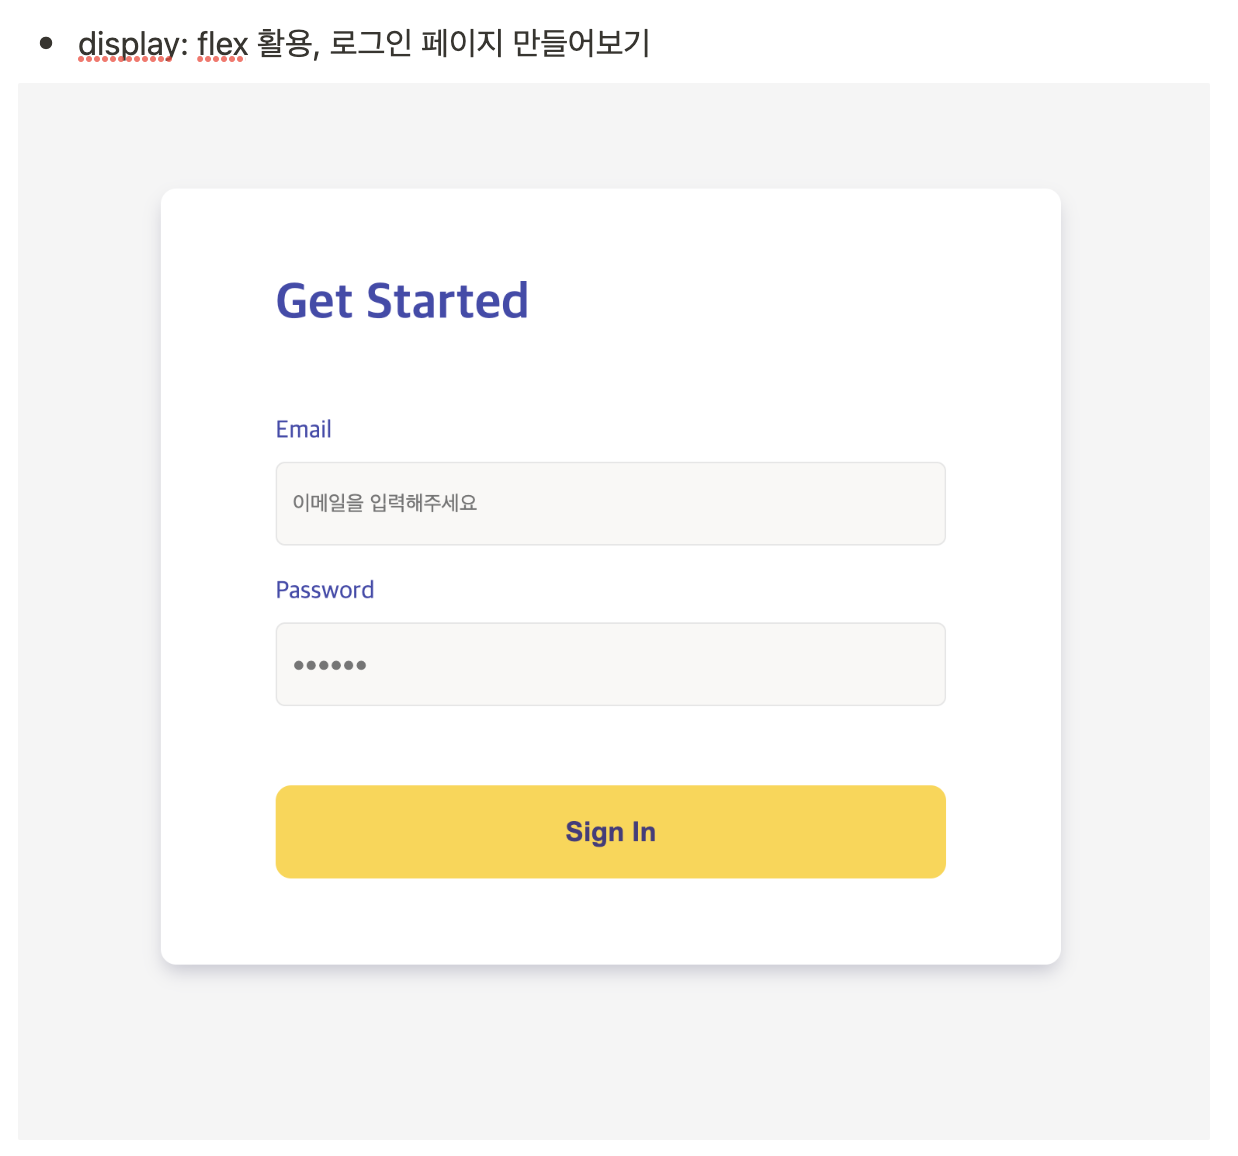 • display: flex 활용, 로그인 페이지 만들어보기
Get Started
Email
이메일을 입력해주세요
Password
••••••
Sign In